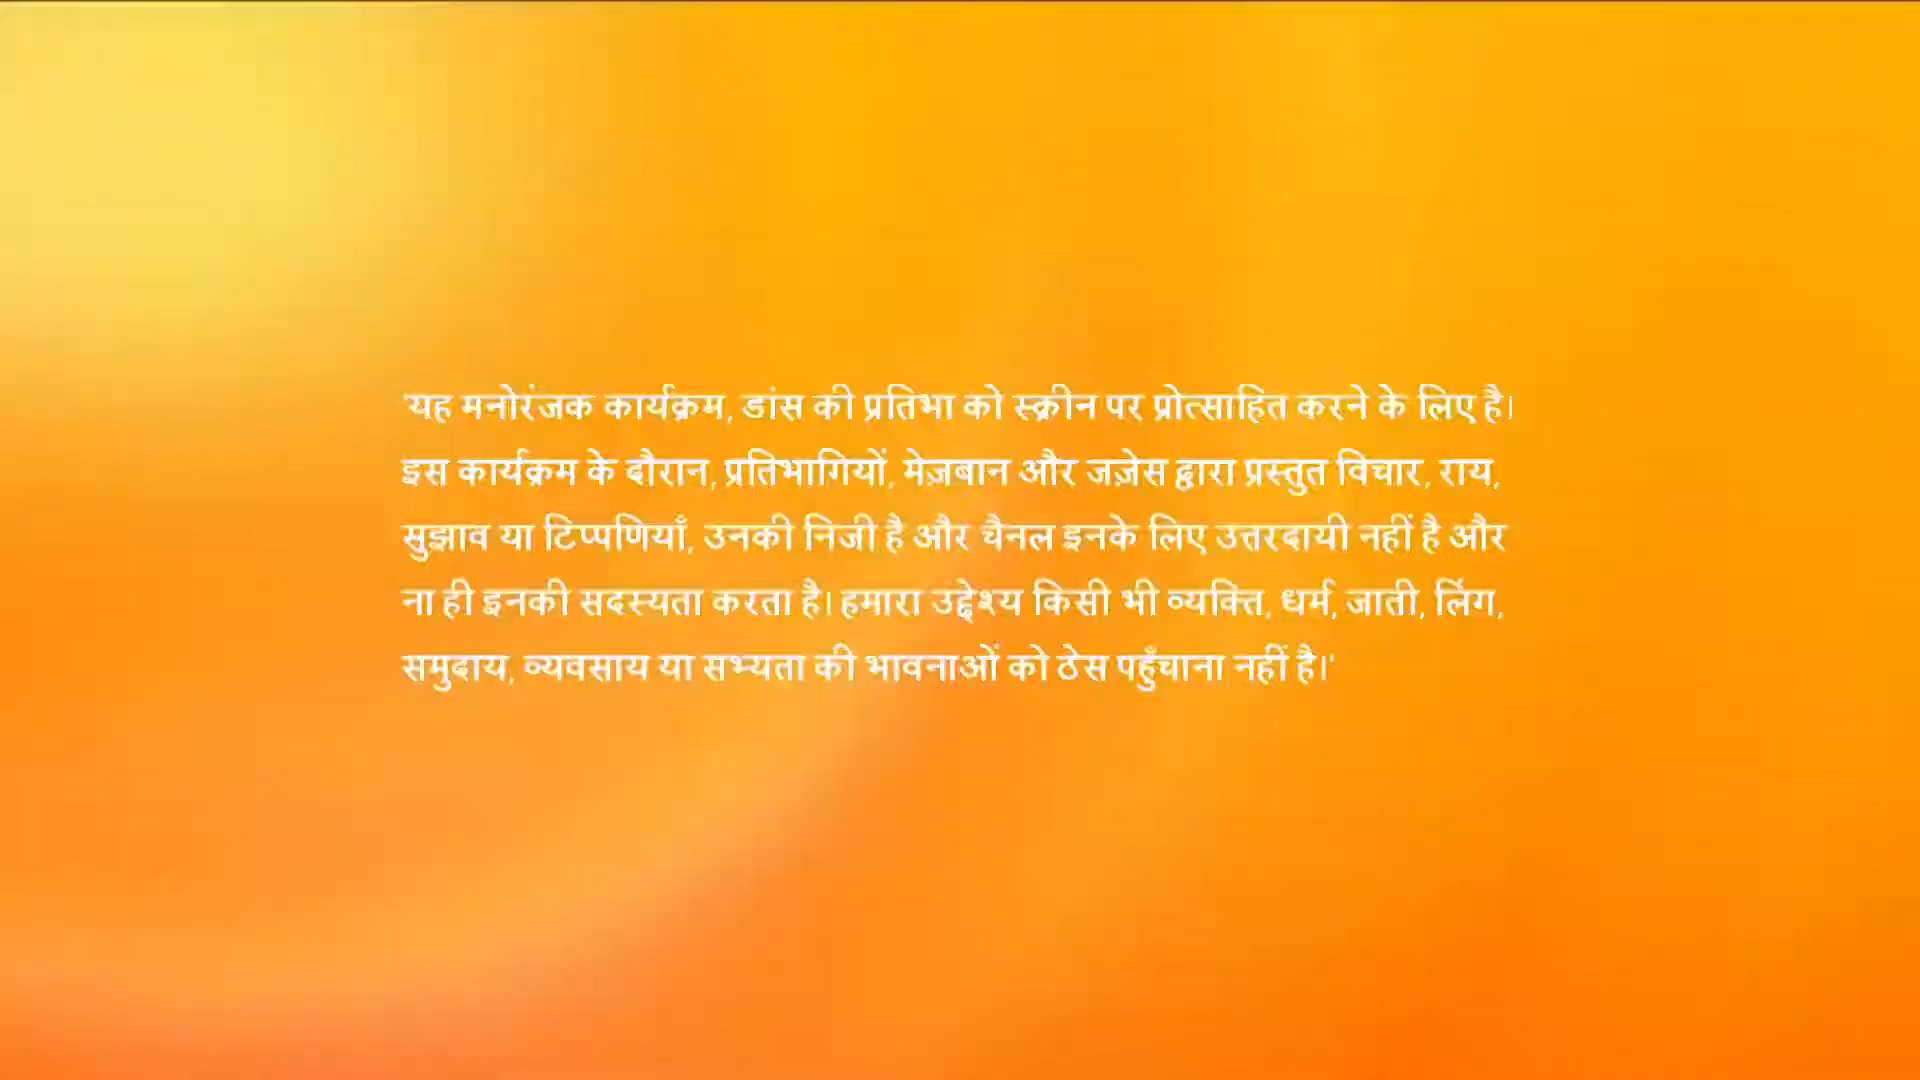 'यह मनोरंजक कार्यक्रम, डांस की प्रतिभा को स्क्रीन पर प्रोत्साहित करने के लिए है।
इस कार्यक्रम के दौरान, प्रतिभागियों, मेज़बान और जज़ेस द्वारा प्रस्तुत विचार, राय,
सुझाव या टिप्पणियाँ, उनकी निजी है और चैनल इनके लिए उत्तरदायी नहीं है और
ना ही इनकी सदस्यता करता है। हमारा उद्देश्य किसी भी व्यक्ति, धर्म, जाती, लिंग,
समुदाय, व्यवसाय या सभ्यता की भावनाओं को ठेस पहुँचाना नहीं है।'